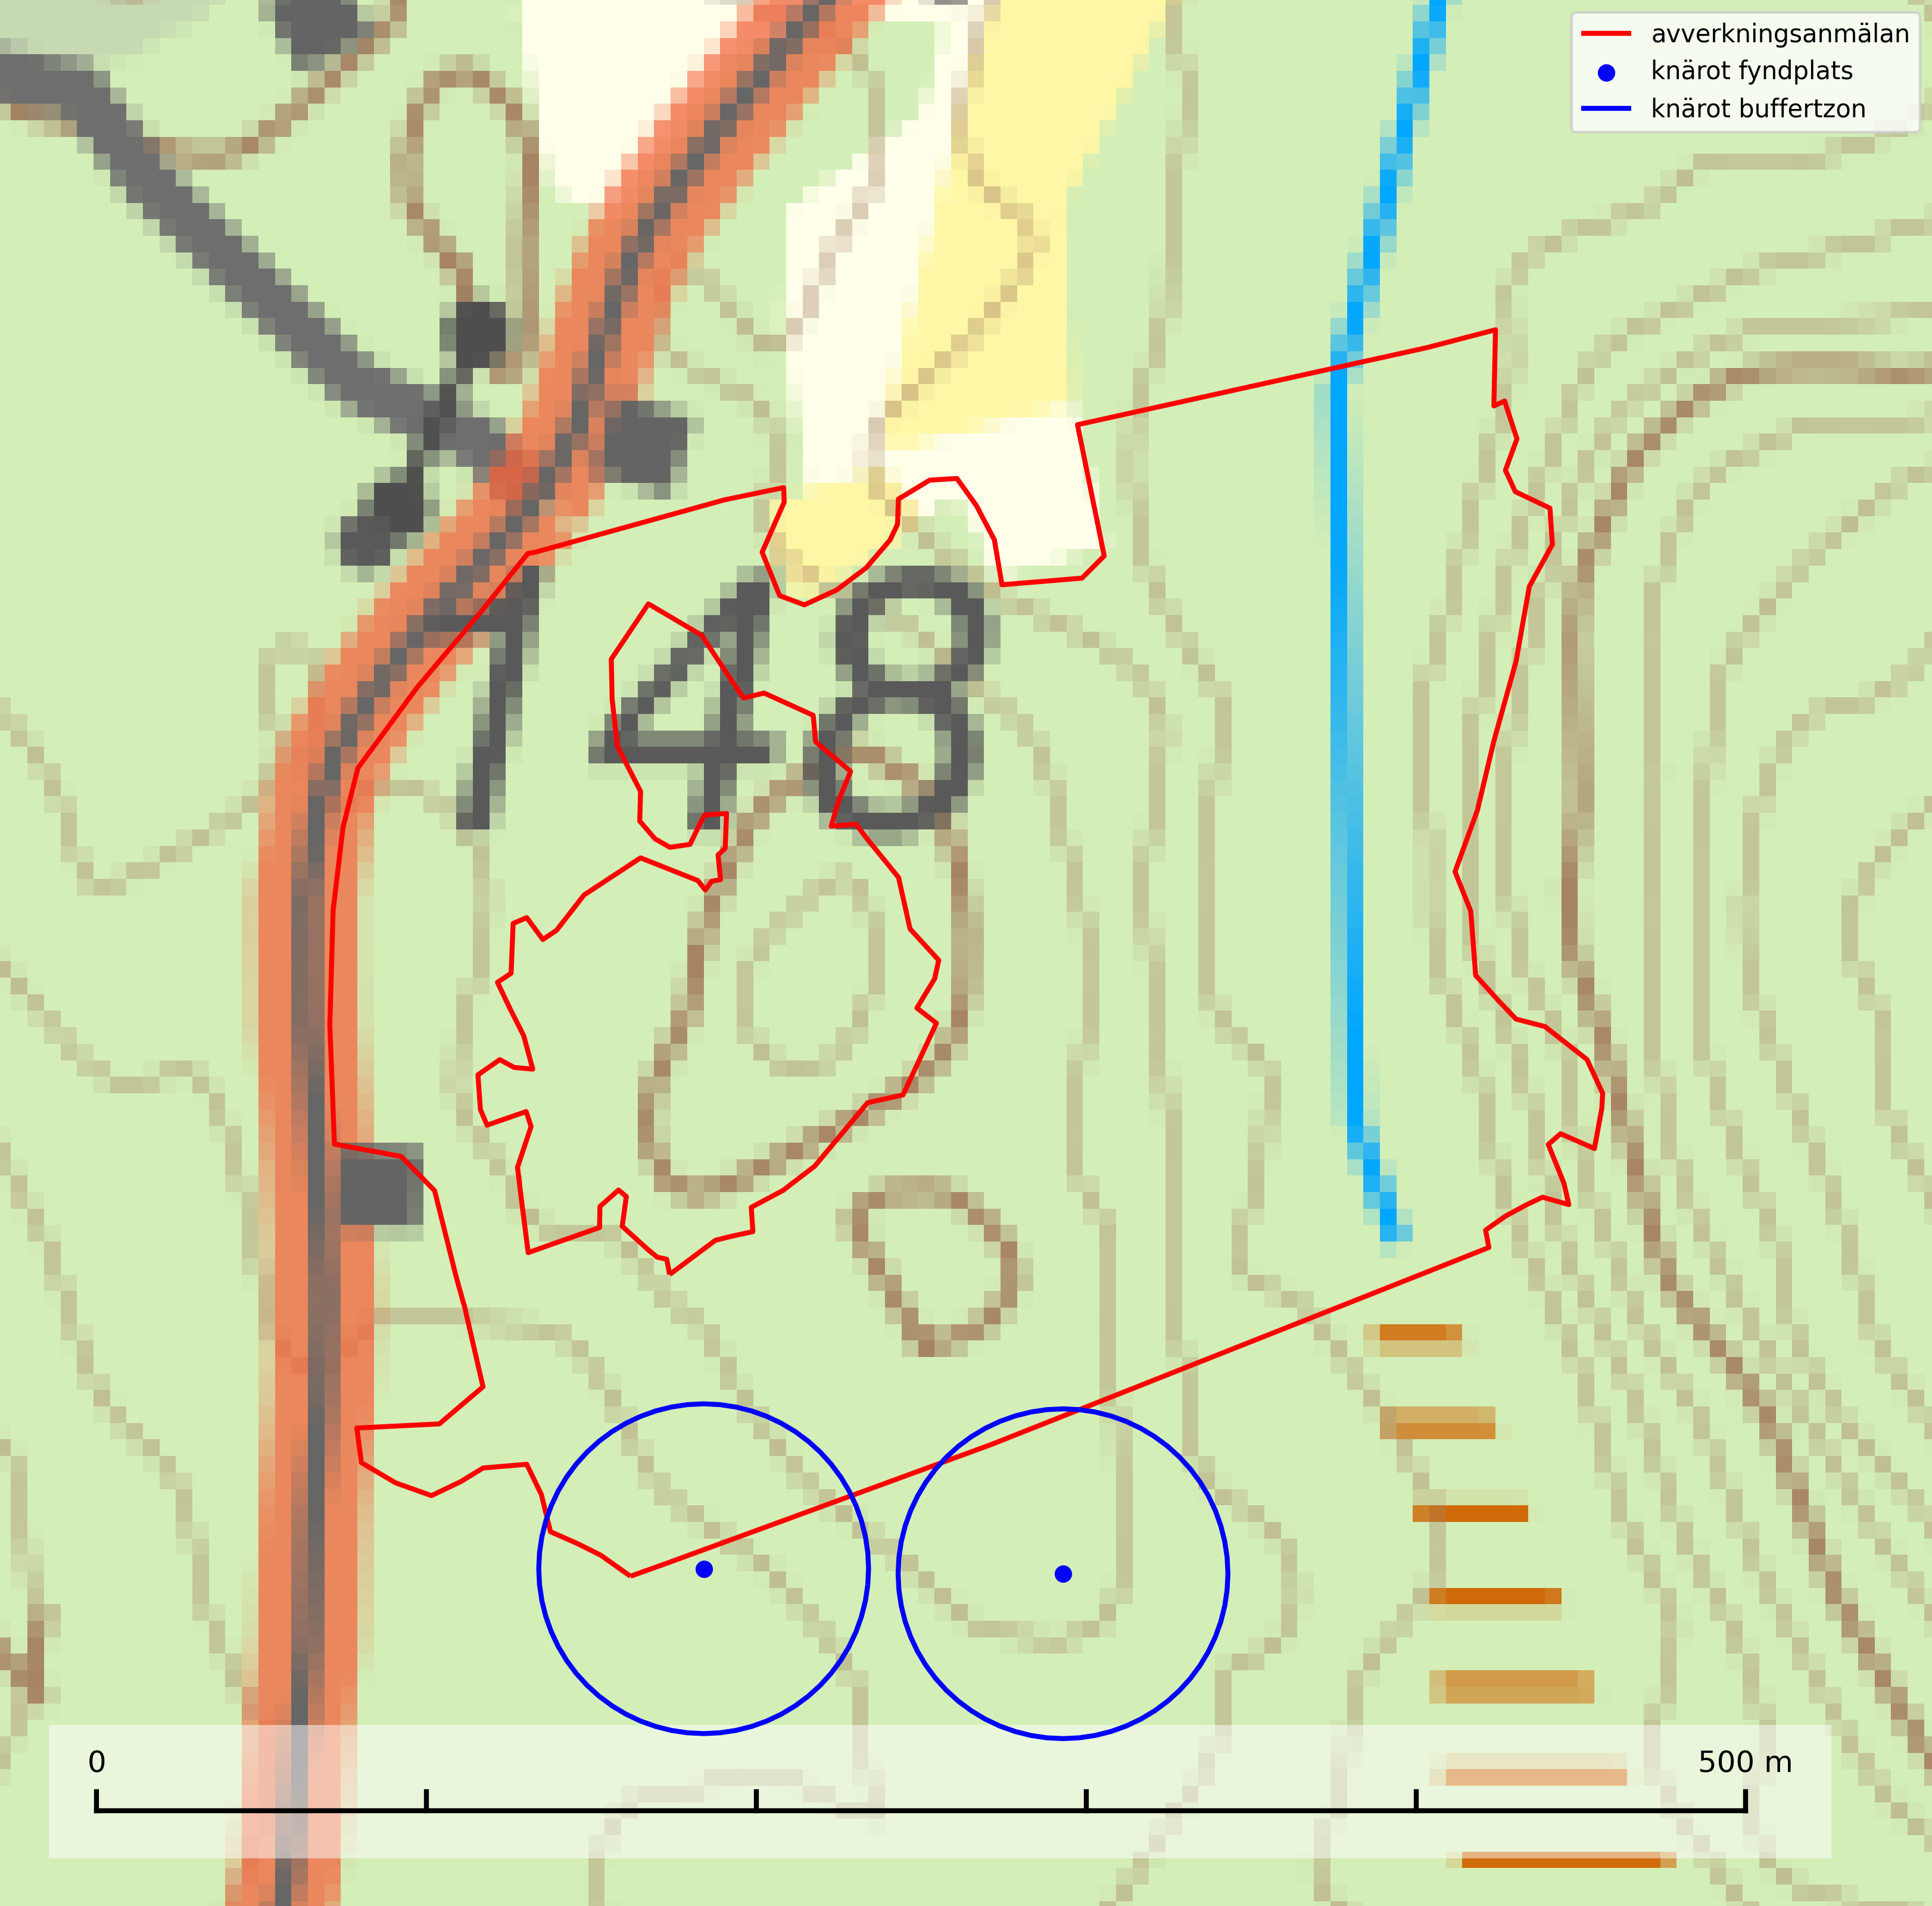 avverkningsanmälan
knärot fyndplats
knärot buffertzon
148
0 500 m